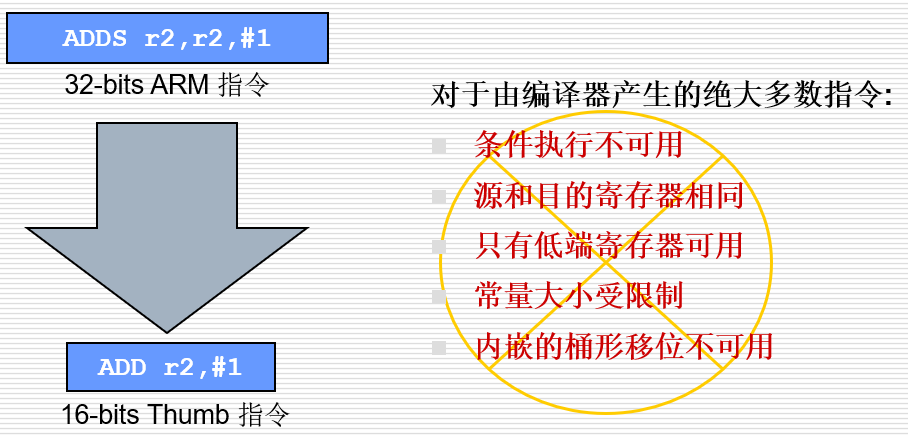 ADDS r2,r2,#1
32-bits ARM 指令
对于由编译器产生的绝大多数指令:
条件执行不可用
源和目的寄存器相同
只有低端寄存器可用
常量大小受限制
内嵌的桶形移位不可用
ADD r2,#1
16-bits Thumb 指令